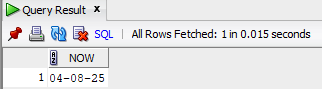 Query Result x
SQL | All Rows Fetched: 1 in 0.015 seconds
NOW
1 04-08-25